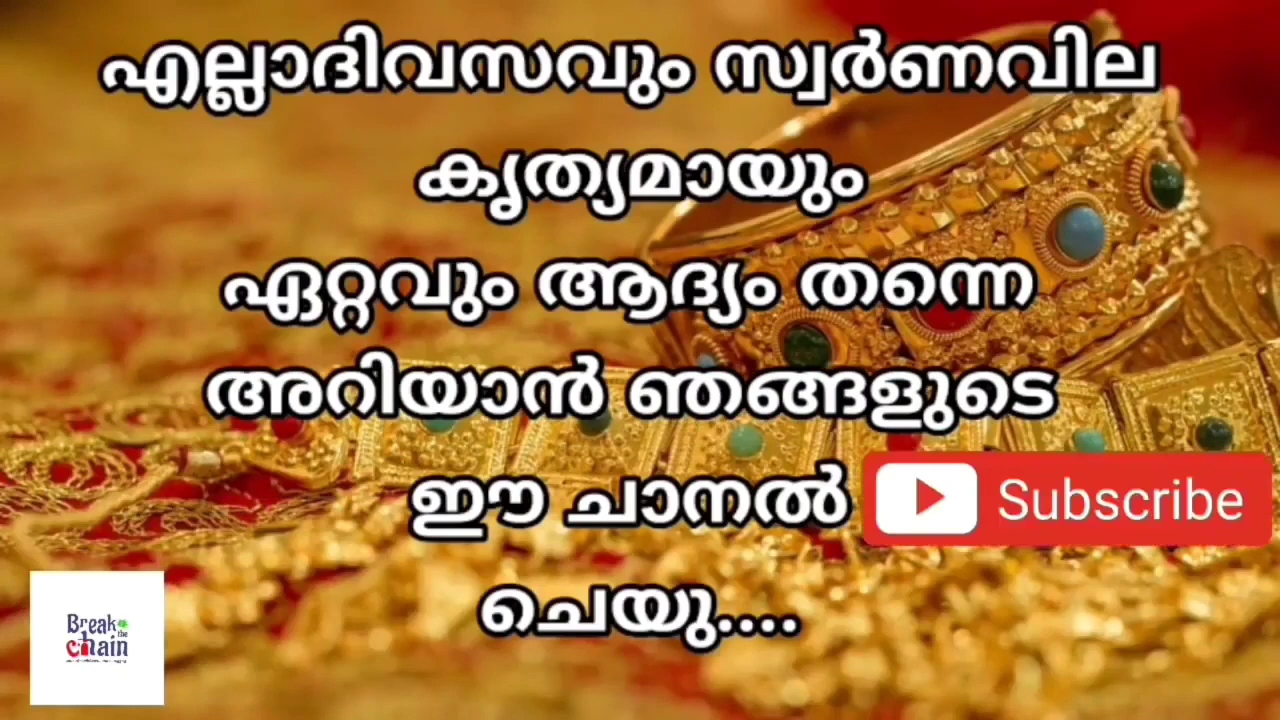 എല്ലാദിവസവും സ്വർണവില
കൃത്യമായും
ഏറ്റവും ആദ്യം തന്നെ
അറിയാൻ ഞങ്ങളുടെ
ഈ ചാനൽ Subscribe
ചെയു....
Break
the
chain